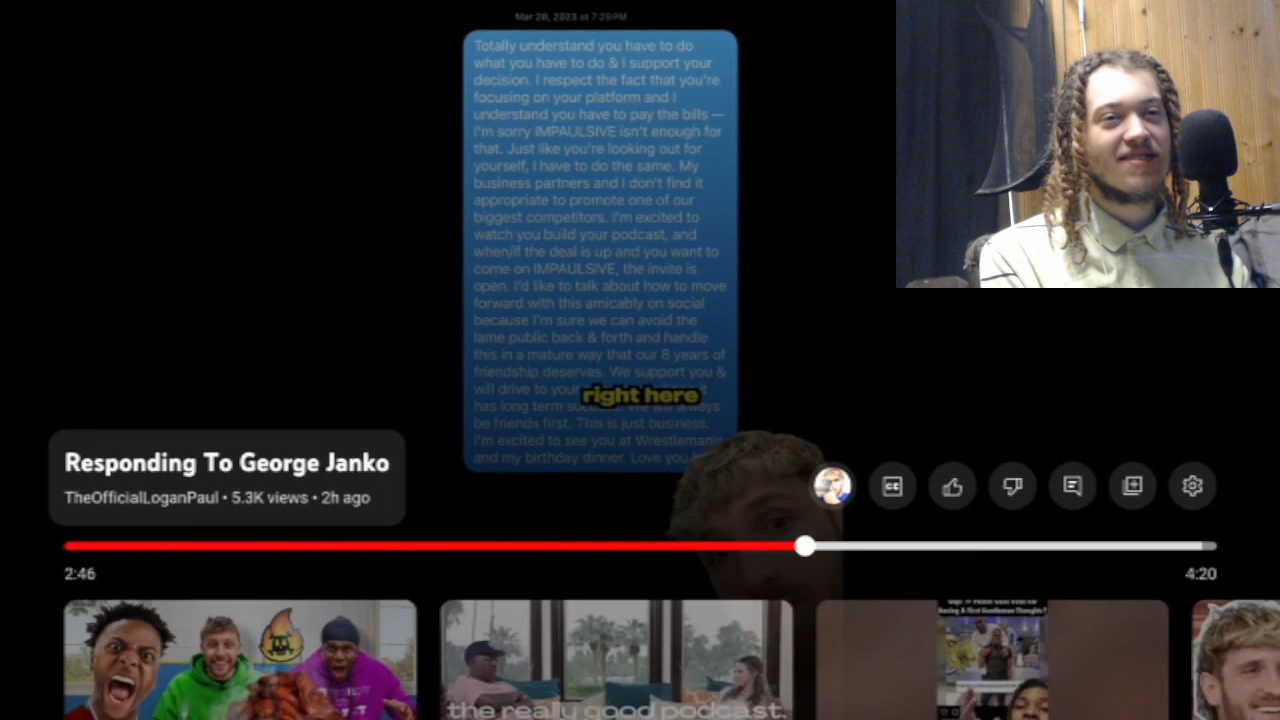 Mar 28, 2023 at 7:28PM
Totally understand you have to do
what you have to do & I support your
decision. I respect the fact that you're
focusing on your platform and I
understand you have to pay the bills —
I'm sorry IMPAULSIVE isn't enough for
that. Just like you're looking out for
yourself, I have to do the same. My
business partners and I don't find it
appropriate to promote one of our
biggest competitors. I'm excited to
watch you build your podcast, and
when/if the deal is up and you want to
come on IMPAULSIVE, the invite is
open. I'd like to talk about how to move
forward with this amicably on social
because I'm sure we can avoid the
lame public back & forth and handle
this in a mature way that our 8 years of
friendship deserves. We support you &
will drive to your
right here
has long term
be friends first. This is just business.
I'm excited to see you at Wrestlemania
and my birthday dinner. Love you
Responding To George Janko
TheOfficialLoganPaul • 5.3K views • 2h ago
CC
2:46
4:20
the really good podcast.
Having A First Gentleman Thoughts?